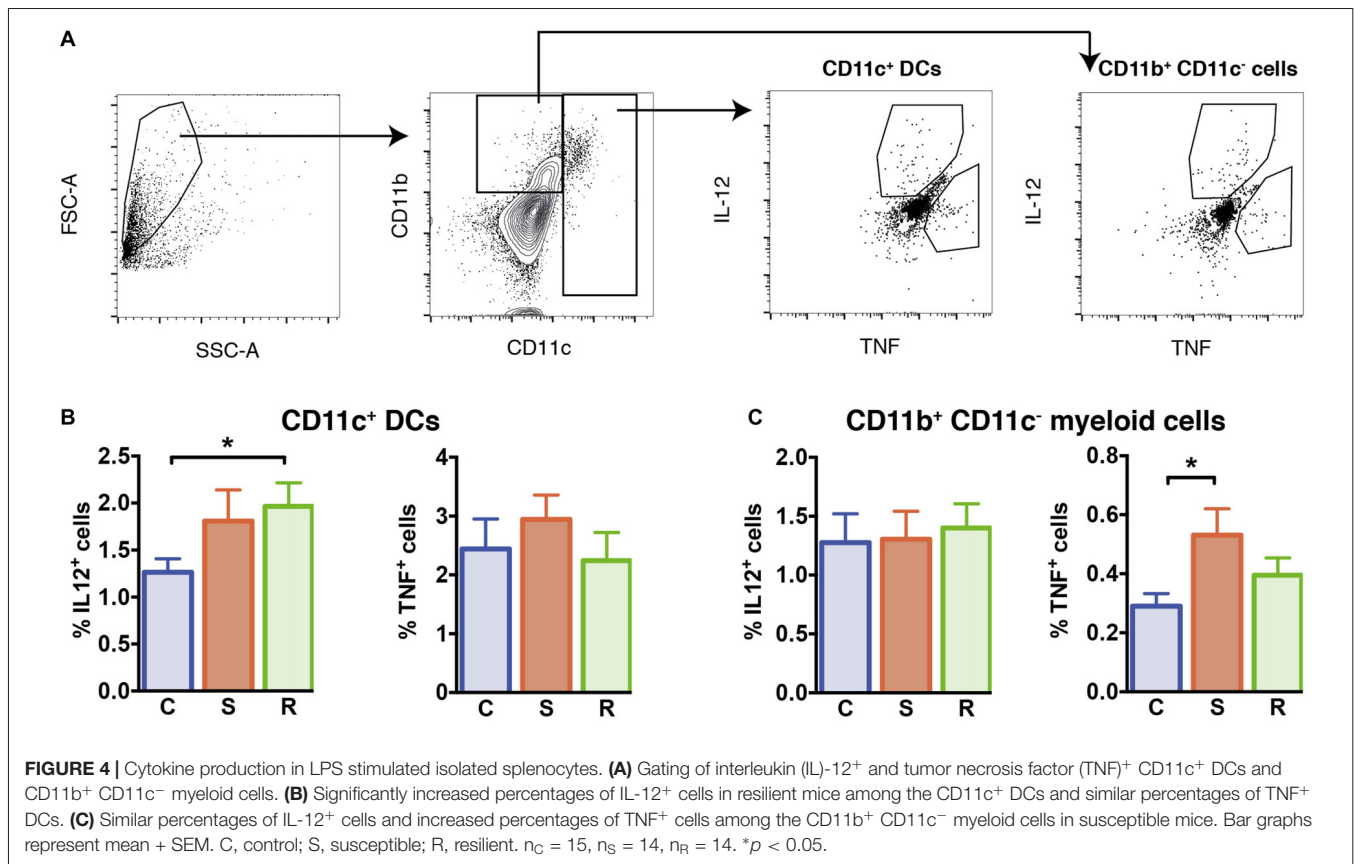 A
CD11c⁺ DCs
CD11b⁺ CD11c⁻ cells
FSC-A
SSC-A
CD11b
CD11c
IL-12
TNF
IL-12
TNF
B
CD11c⁺ DCs
% IL12⁺ cells
2.5
2.0
1.5
1.0
0.5
0.0
*
C S R
% TNF⁺ cells
4
3
2
1
0
C S R
C
CD11b⁺ CD11c⁻ myeloid cells
% IL12⁺ cells
2.0
1.5
1.0
0.5
0.0
C S R
% TNF⁺ cells
0.8
0.6
0.4
0.2
0.0
*
C S R
FIGURE 4 | Cytokine production in LPS stimulated isolated splenocytes. (A) Gating of interleukin (IL)-12⁺ and tumor necrosis factor (TNF)⁺ CD11c⁺ DCs and
CD11b⁺ CD11c⁻ myeloid cells. (B) Significantly increased percentages of IL-12⁺ cells in resilient mice among the CD11c⁺ DCs and similar percentages of TNF⁺
DCs. (C) Similar percentages of IL-12⁺ cells and increased percentages of TNF⁺ cells among the CD11b⁺ CD11c⁻ myeloid cells in susceptible mice. Bar graphs
represent mean + SEM. C, control; S, susceptible; R, resilient. n_C = 15, n_S = 14, n_R = 14. *p < 0.05.